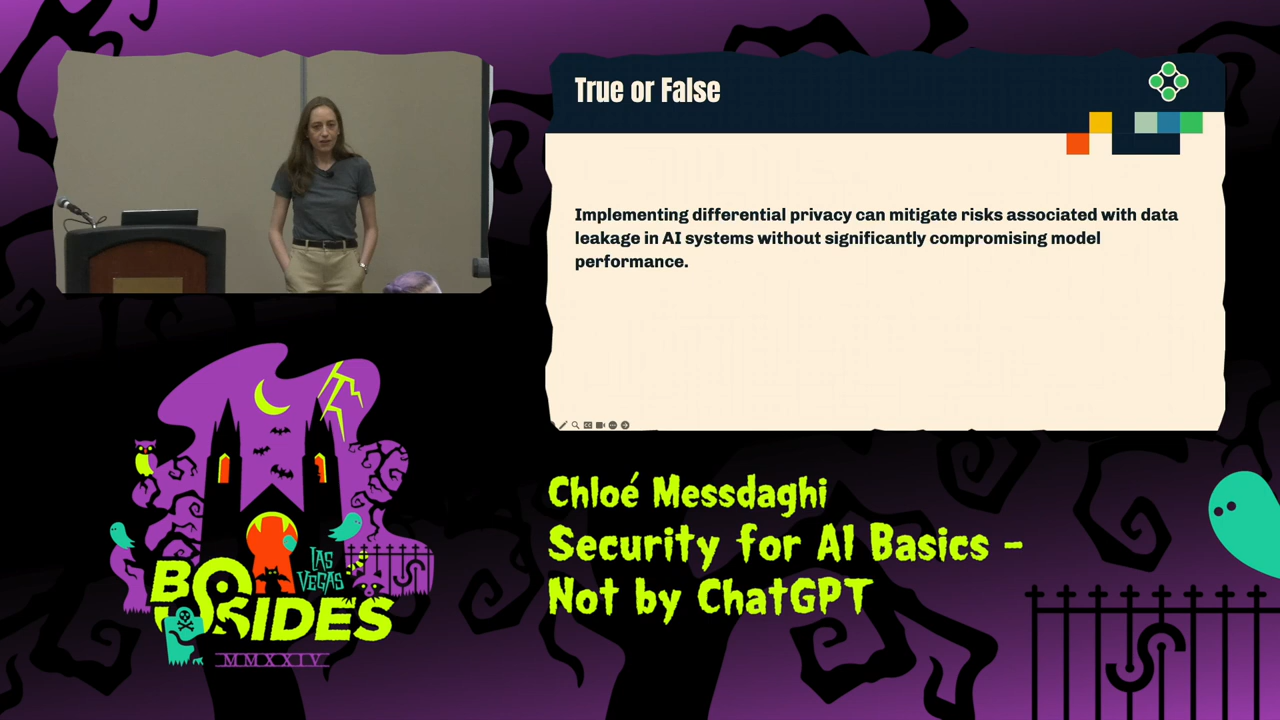 True or False
Implementing differential privacy can mitigate risks associated with data
leakage in AI systems without significantly compromising model
performance.
LAS
VEGAS
BSIDES
MMXXIV
Chloé Messdaghi
Security for AI Basics -
Not by ChatGPT